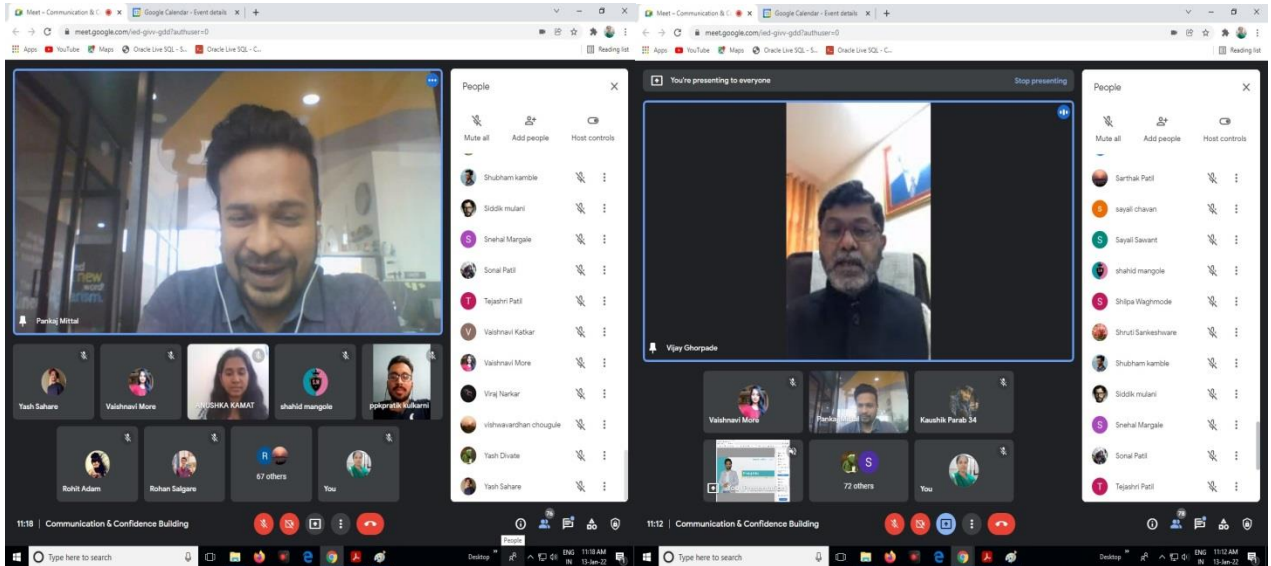 Meet – Communication & C
Google Calendar - Event details
meet.google.com/ied-givv-gdd?authuser=0
Apps YouTube Maps Oracle Live SQL - S... Oracle Live SQL - C... Reading list
new
Pankaj Mittal
Yash Sahare
Vaishnavi More
ANUSHKA KAMAT
shahid mangole
ppkpratik kulkarni
Rohit Adam
Rohan Salgare
R
67 others
You
People
Mute all Add people Host controls
Shubham kamble
Siddik mulani
S Snehal Margale
Sonal Patil
T Tejashri Patil
V Vaishnavi Katkar
Vaishnavi More
Viraj Narkar
vishwavardhan chougule
Yash Divate
Yash Sahare
11:18 | Communication & Confidence Building
76
People
Type here to search
Desktop
ENG 11:18 AM
IN 13-Jan-22
Meet – Communication & C
Google Calendar - Event details
meet.google.com/ied-givv-gdd?authuser=0
Apps YouTube Maps Oracle Live SQL - S... Oracle Live SQL - C... Reading list
You're presenting to everyone Stop presenting
Vijay Ghorpade
Vaishnavi More
Kaushik Parab 34
S
72 others
You
People
Mute all Add people Host controls
Sarthak Patil
s sayali chavan
S Sayali Sawant
shahid mangole
S Shlipa Waghmode
Shruti Sankeshware
Shubham kamble
Siddik mulani
S Snehal Margale
Sonal Patil
T Tejashri Patil
11:12 | Communication & Confidence Building
78
Type here to search
Desktop
ENG 11:12 AM
IN 13-Jan-22